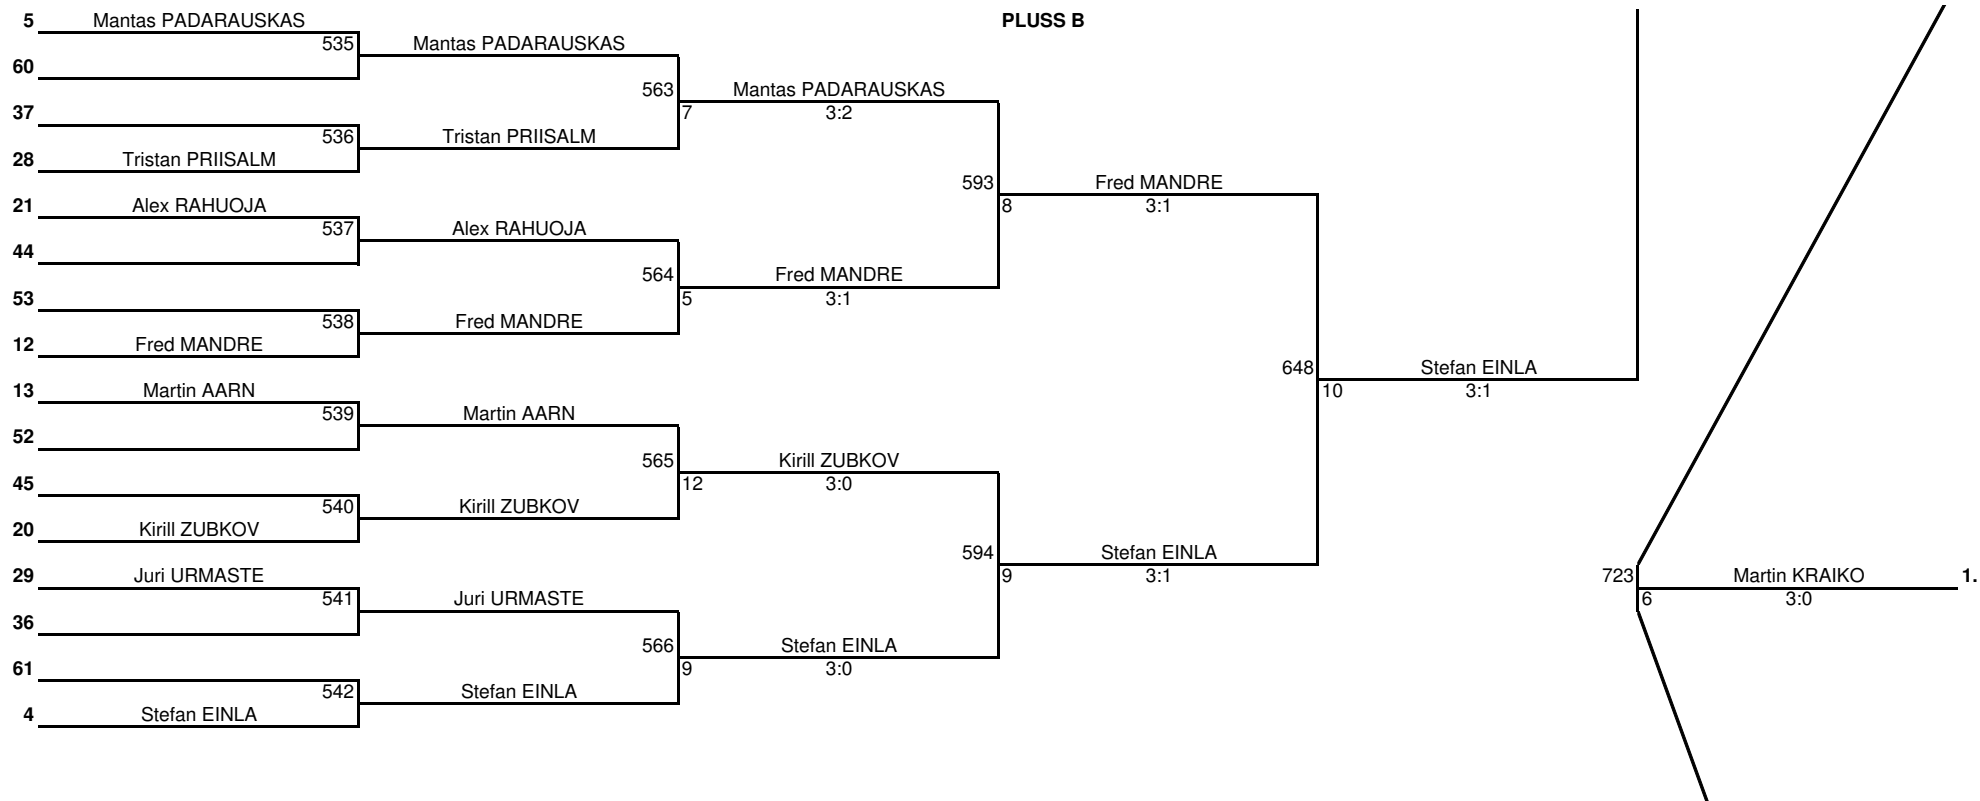 5 Mantas PADARAUSKAS PLUSS B
535 Mantas PADARAUSKAS
60
563 Mantas PADARAUSKAS
37 7 3:2
536 Tristan PRIISALM
28 Tristan PRIISALM
593 Fred MANDRE
21 Alex RAHUOJA 8 3:1
537 Alex RAHUOJA
44
564 Fred MANDRE
53 5 3:1
538 Fred MANDRE
12 Fred MANDRE
648 Stefan EINLA
13 Martin AARN 10 3:1
539 Martin AARN
52
565 Kirill ZUBKOV
45 12 3:0
540 Kirill ZUBKOV
20 Kirill ZUBKOV
594 Stefan EINLA
29 Juri URMASTE 9 3:1 723 Martin KRAIKO 1.
541 Juri URMASTE 6 3:0
36
566 Stefan EINLA
61 9 3:0
542 Stefan EINLA
4 Stefan EINLA